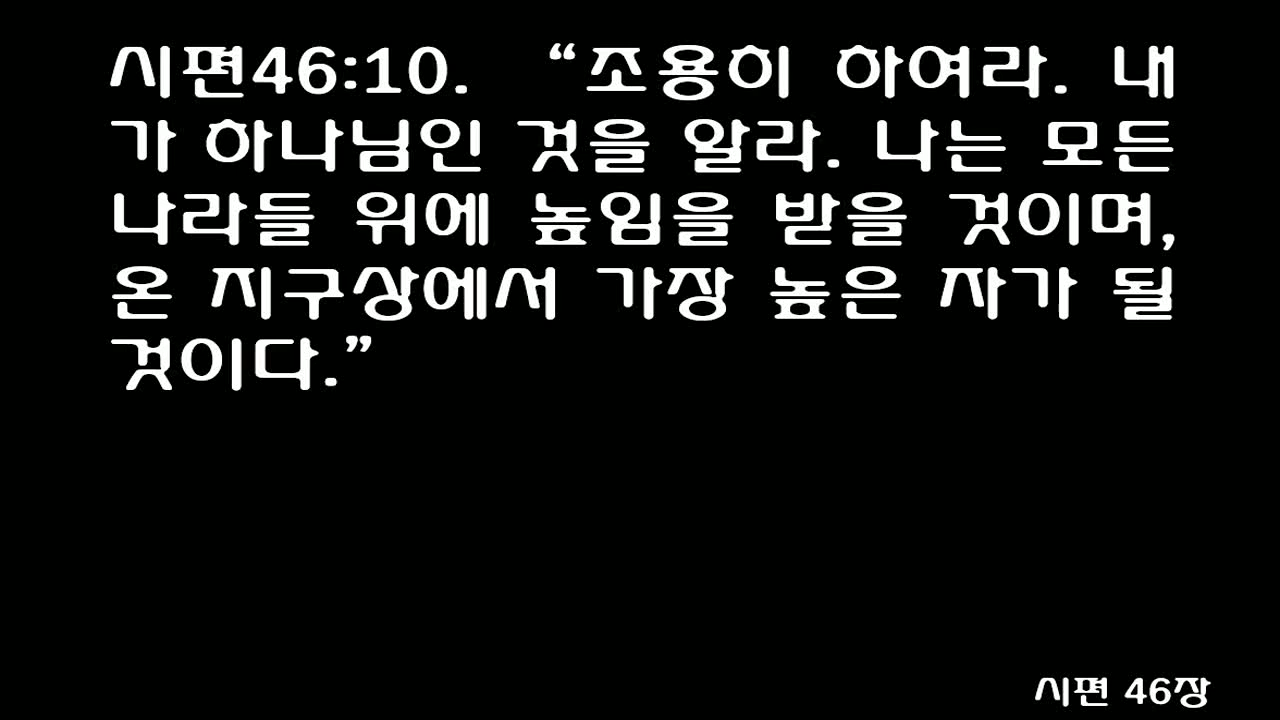 시편46:10. “조용히 하여라. 내
가 하나님인 것을 알라. 나는 모든
나라들 위에 높임을 받을 것이며,
온 지구상에서 가장 높은 자가 될
것이다.”
시편 46장